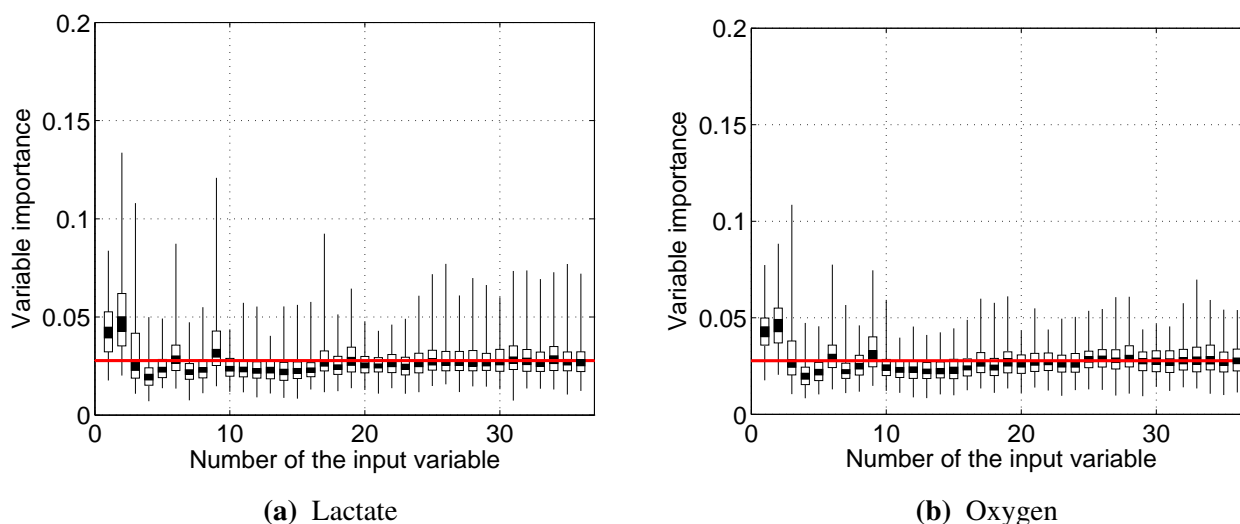 0.2
0.15
0.1
0.05
0
Variable importance
0 10 20 30
Number of the input variable
(a) Lactate
0.2
0.15
0.1
0.05
0
Variable importance
0 10 20 30
Number of the input variable
(b) Oxygen